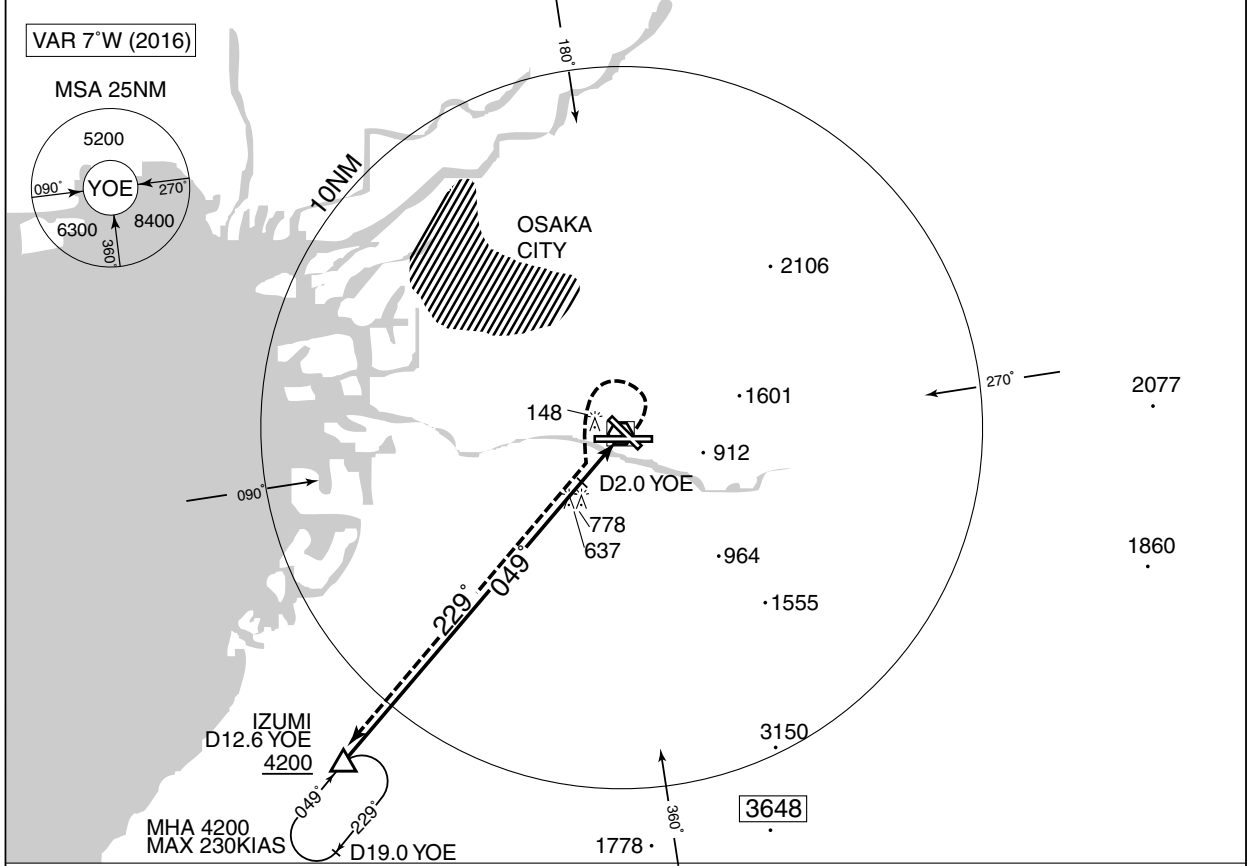 VAR 7°W (2016)
MSA 25NM
5200
090°
YOE
270°
6300
8400
360°
180°
10NM
OSAKA
CITY
2106
270°
2077
1601
148
912
D2.0 YOE
090°
778
637
964
1860
049°
229°
1555
IZUMI
D12.6 YOE
4200
3150
049°
229°
3648
360°
MHA 4200
MAX 230KIAS
D19.0 YOE
1778